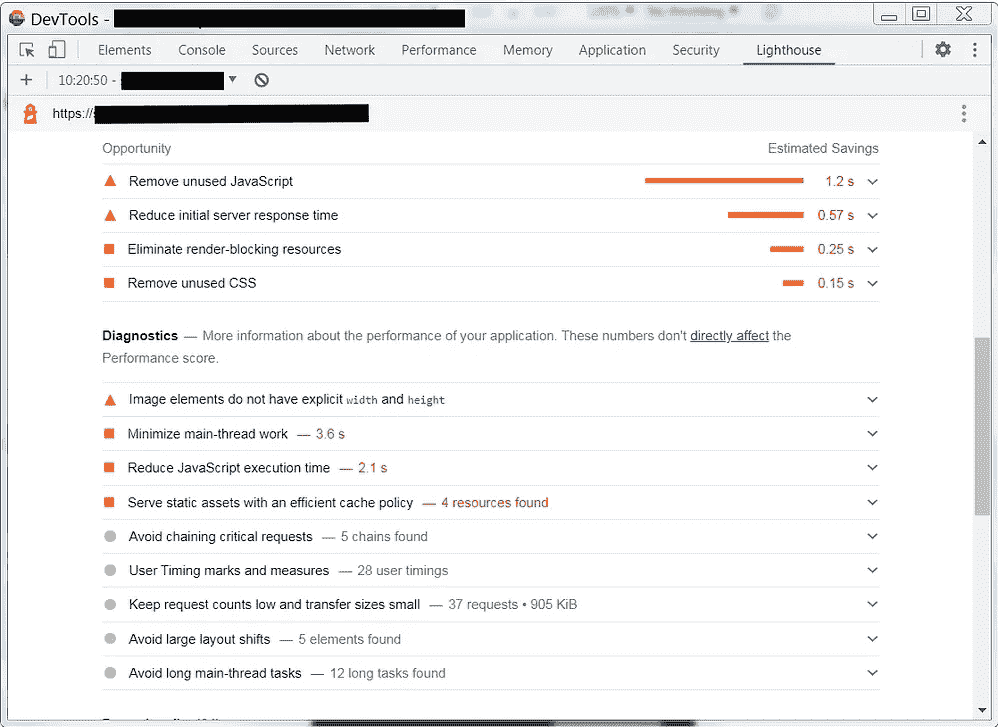 DevTools -
Elements Console Sources Network Performance Memory Application Security Lighthouse
10:20:50 -
https://
Opportunity Estimated Savings
Remove unused JavaScript 1.2 s
Reduce initial server response time 0.57 s
Eliminate render-blocking resources 0.25 s
Remove unused CSS 0.15 s
Diagnostics — More information about the performance of your application. These numbers don't directly affect the
Performance score.
Image elements do not have explicit width and height
Minimize main-thread work — 3.6 s
Reduce JavaScript execution time — 2.1 s
Serve static assets with an efficient cache policy — 4 resources found
Avoid chaining critical requests — 5 chains found
User Timing marks and measures — 28 user timings
Keep request counts low and transfer sizes small — 37 requests • 905 KiB
Avoid large layout shifts — 5 elements found
Avoid long main-thread tasks — 12 long tasks found